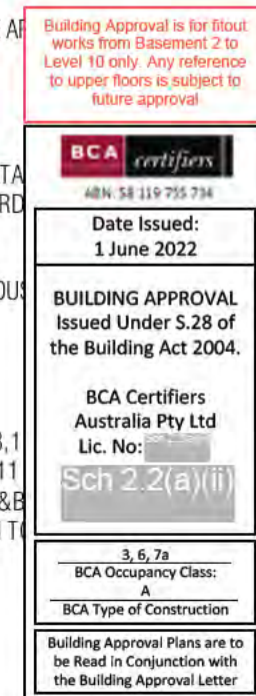 Building Approval is for fitout
works from Basement 2 to
Level 10 only. Any reference
to upper floors is subject to
future approval
BCA certifiers
ABN: 58 119 755 734
Date Issued:
1 June 2022
BUILDING APPROVAL
Issued Under S.28 of
the Building Act 2004.
BCA Certifiers
Australia Pty Ltd
Lic. No:
Sch 2.2(a)(ii)
3, 6, 7a
BCA Occupancy Class:
A
BCA Type of Construction
Building Approval Plans are to
be Read in Conjunction with
the Building Approval Letter